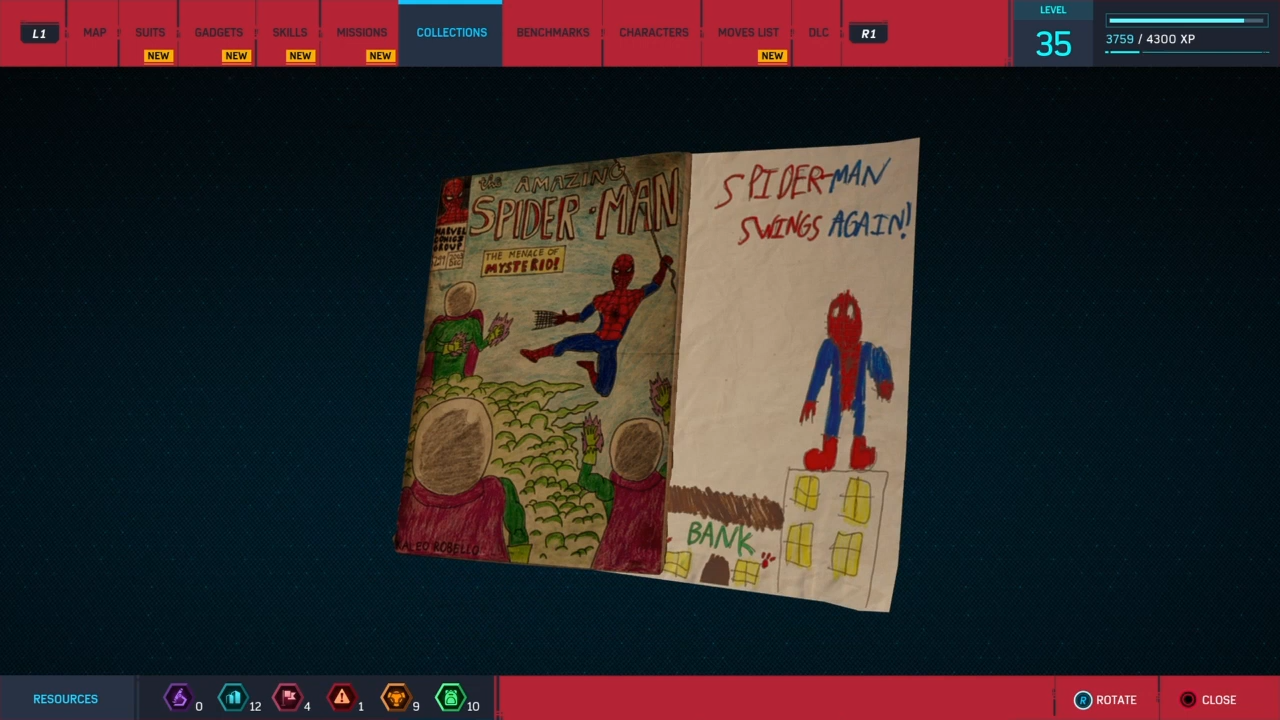 L1 MAP SUITS GADGETS SKILLS MISSIONS COLLECTIONS BENCHMARKS CHARACTERS MOVES LIST DLC R1
NEW NEW NEW NEW NEW
LEVEL
35
3759 / 4300 XP
the AMAZING
SPIDER-MAN
MARVEL
COMICS
GROUP
THE MENACE OF
MYSTERIO!
KALEO ROBELLO
SPIDER-MAN
SWINGS AGAIN!
BANK
RESOURCES 0 12 4 1 9 10
R ROTATE CLOSE